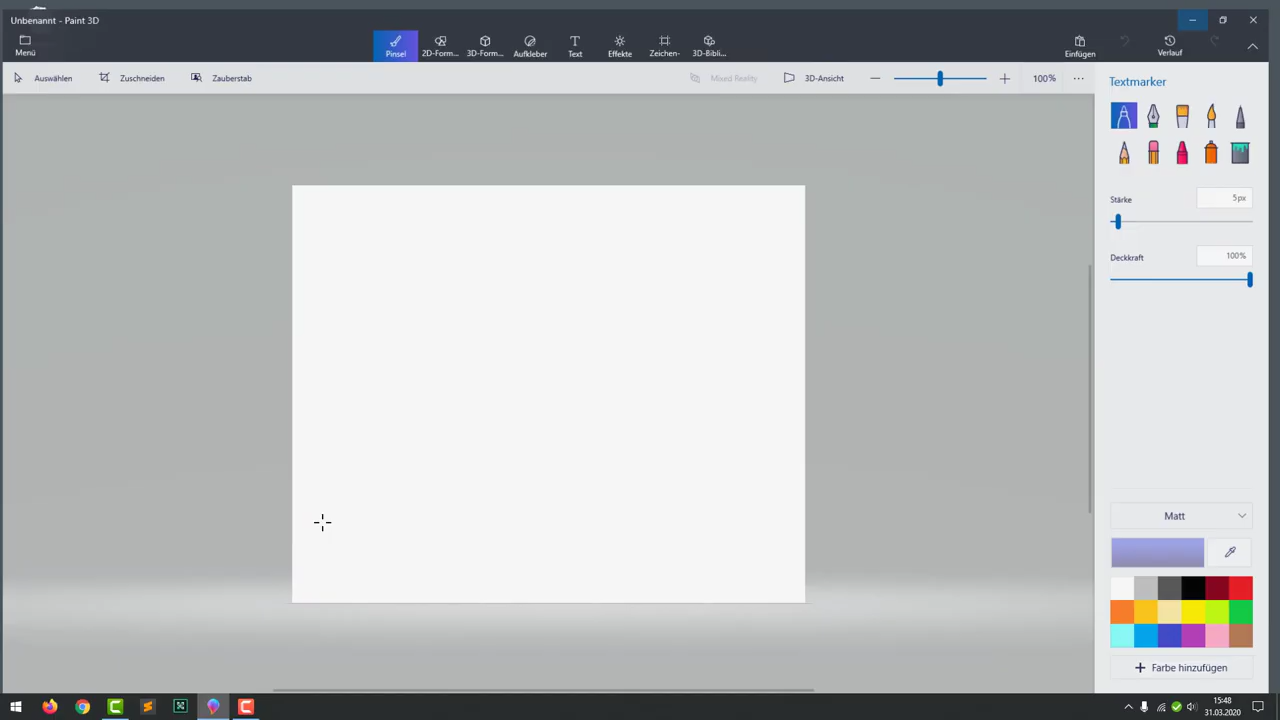 Unbenannt - Paint 3D
Menü
Pinsel
2D-Form...
3D-Form...
Aufkleber
Text
Effekte
Zeichen-
3D-Bibli...
Einfügen
Verlauf
Auswählen
Zuschneiden
Zauberstab
Mixed Reality
3D-Ansicht
100%
Textmarker
Stärke
5px
Deckkraft
100%
Matt
Farbe hinzufügen
15:48
31.03.2020